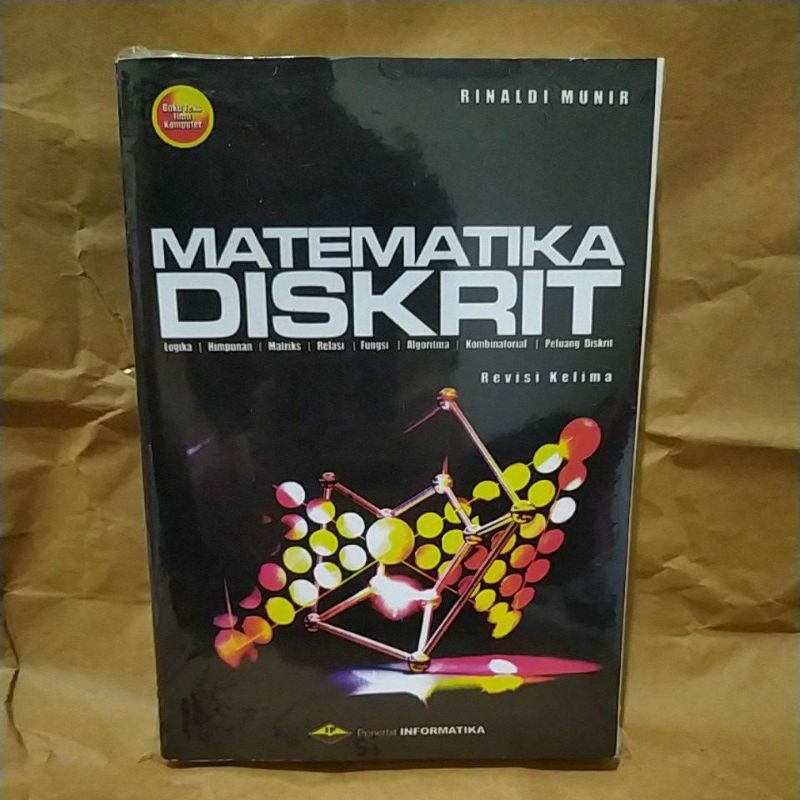 RINALDI MUNIR
Buku Teks
Ilmu
Komputer
MATEMATIKA
DISKRIT
Logika | Himpunan | Matriks | Relasi | Fungsi | Algoritma | Kombinatorial | Peluang Diskrit
Revisi Kelima
Penerbit INFORMATIKA